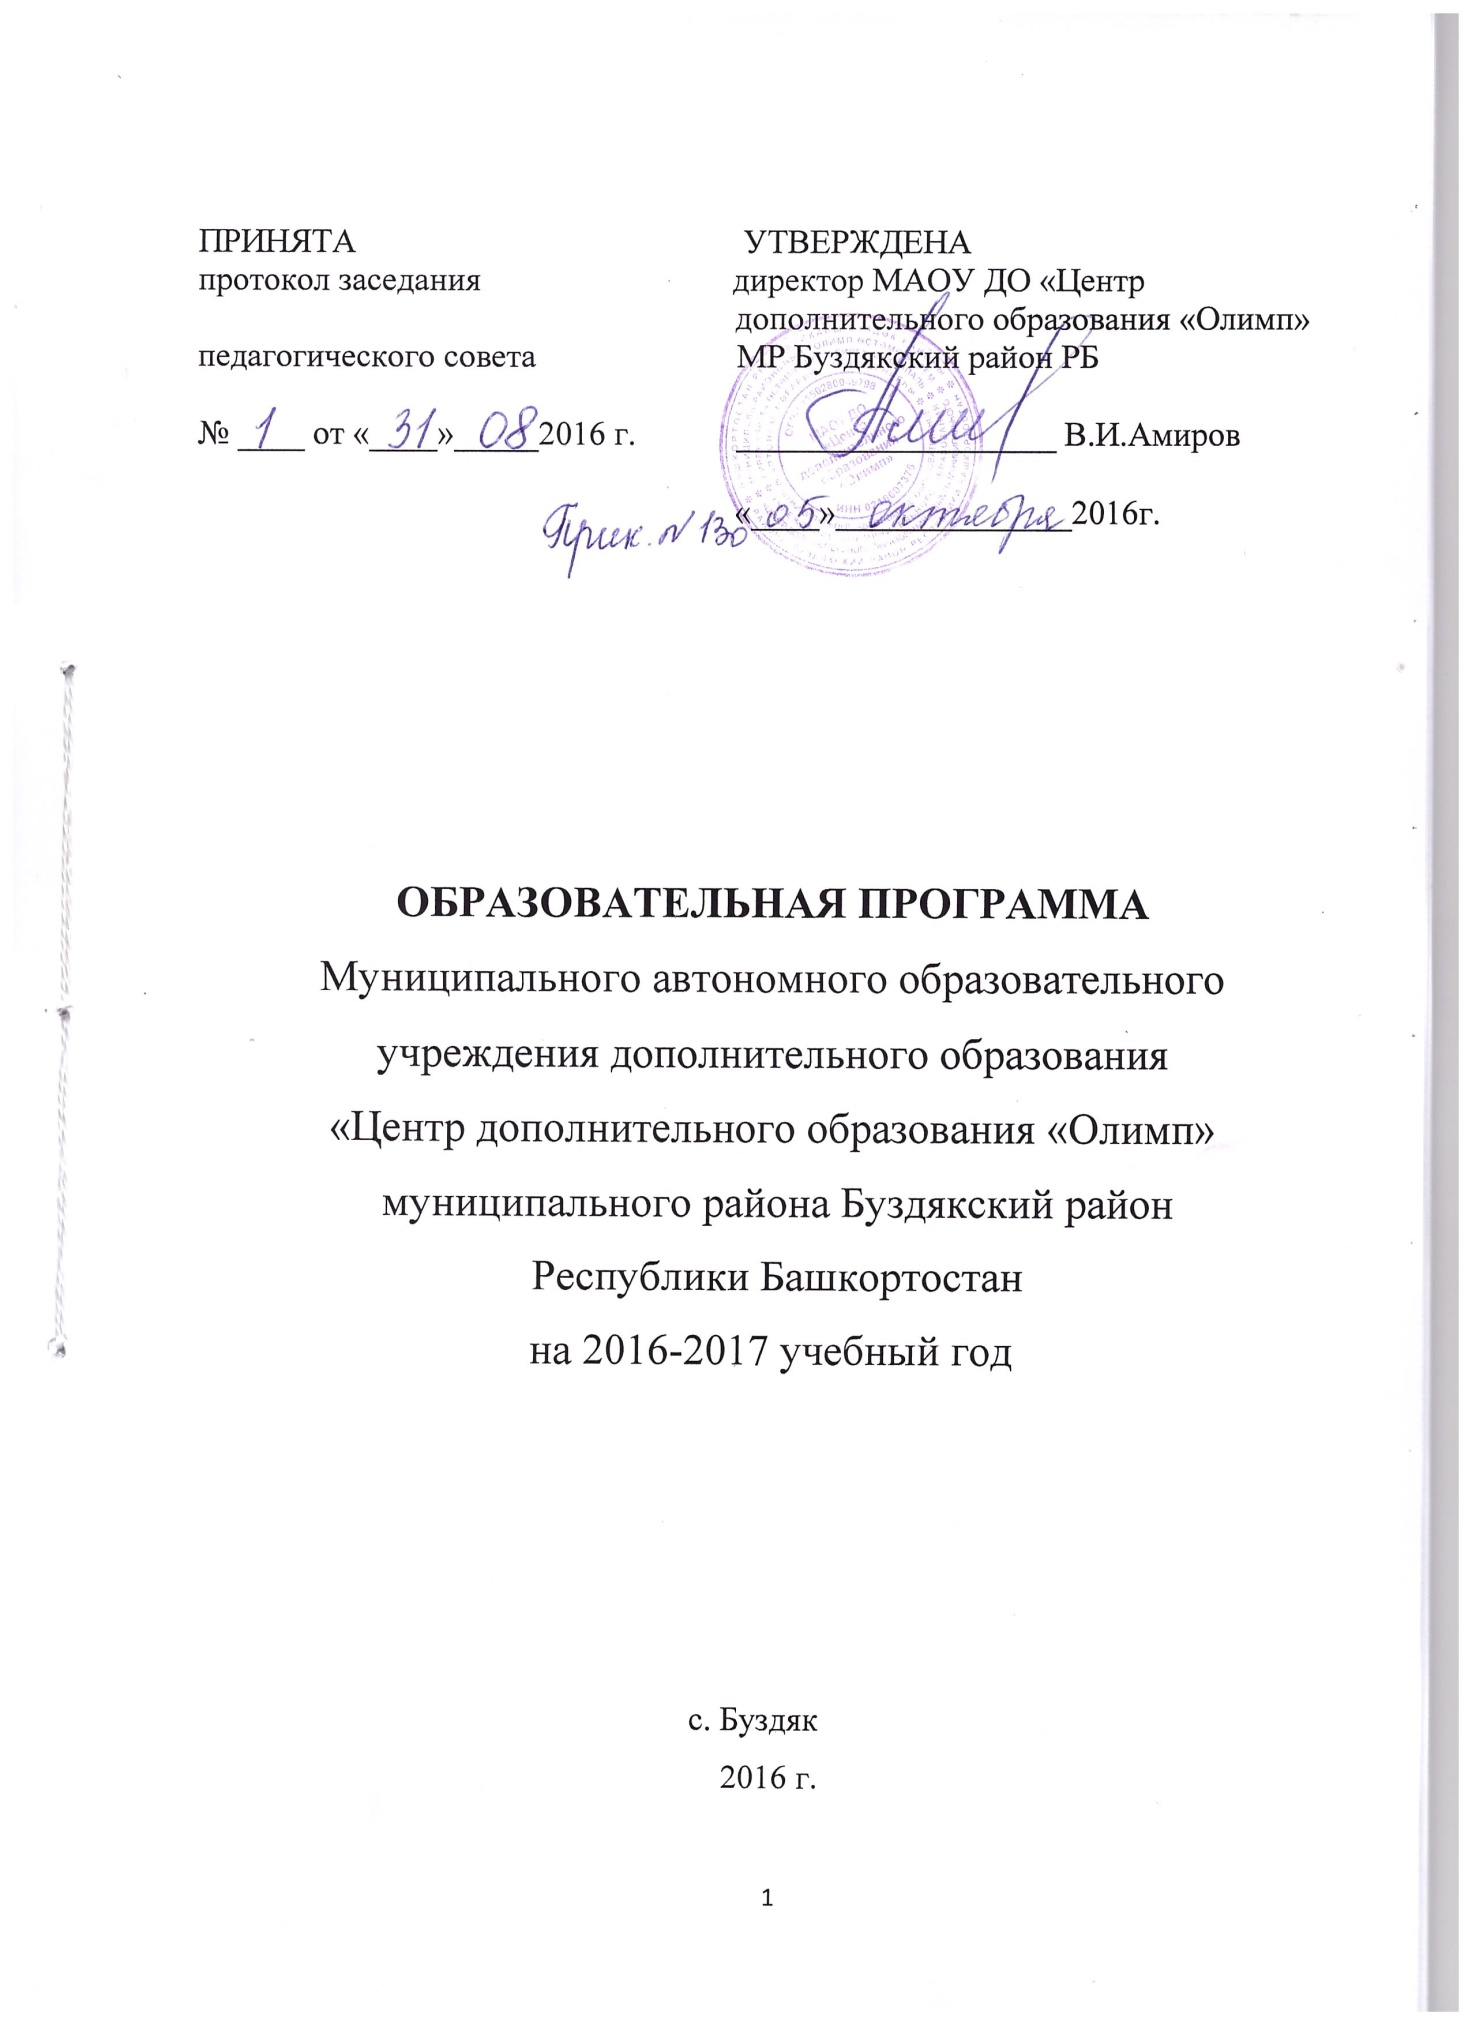 ПРИНЯТА
протокол заседания
педагогического совета
№ 1 от «31» 08 2016 г.
УТВЕРЖДЕНА
директор МАОУ ДО «Центр
дополнительного образования «Олимп»
МР Буздякский район РБ
В.И.Амиров
«05» октября 2016г.
Прик. № 130
ОБРАЗОВАТЕЛЬНАЯ ПРОГРАММА
Муниципального автономного образовательного
учреждения дополнительного образования
«Центр дополнительного образования «Олимп»
муниципального района Буздякский район
Республики Башкортостан
на 2016-2017 учебный год
с. Буздяк
2016 г.
1